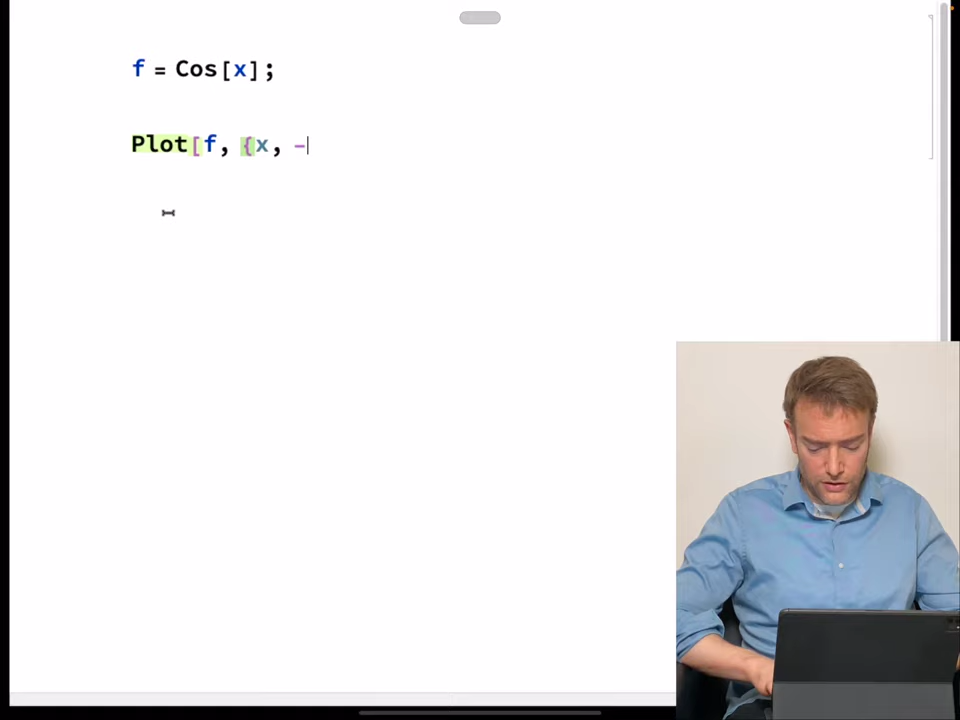 f = Cos[x];
Plot[f, {x, -